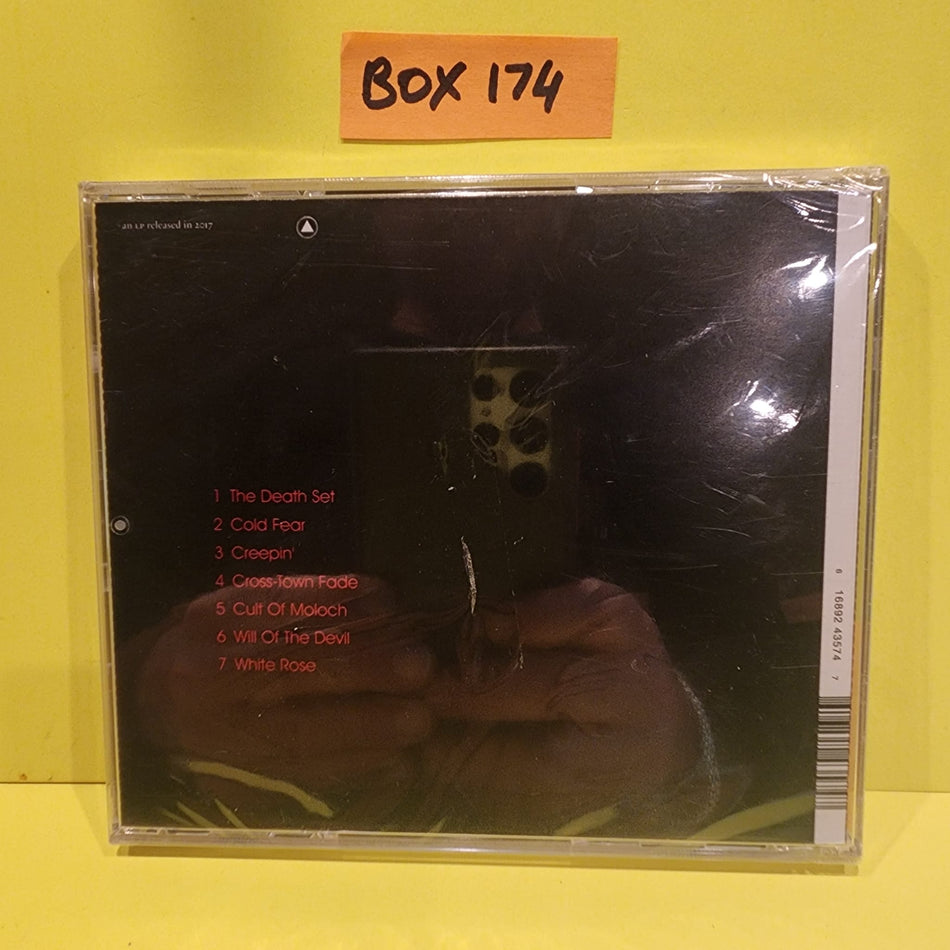 BOX 174
an LP released in 2017
1 The Death Set
2 Cold Fear
3 Creepin'
4 Cross-Town Fade
5 Cult Of Moloch
6 Will Of The Devil
7 White Rose
6 16892 43574 7